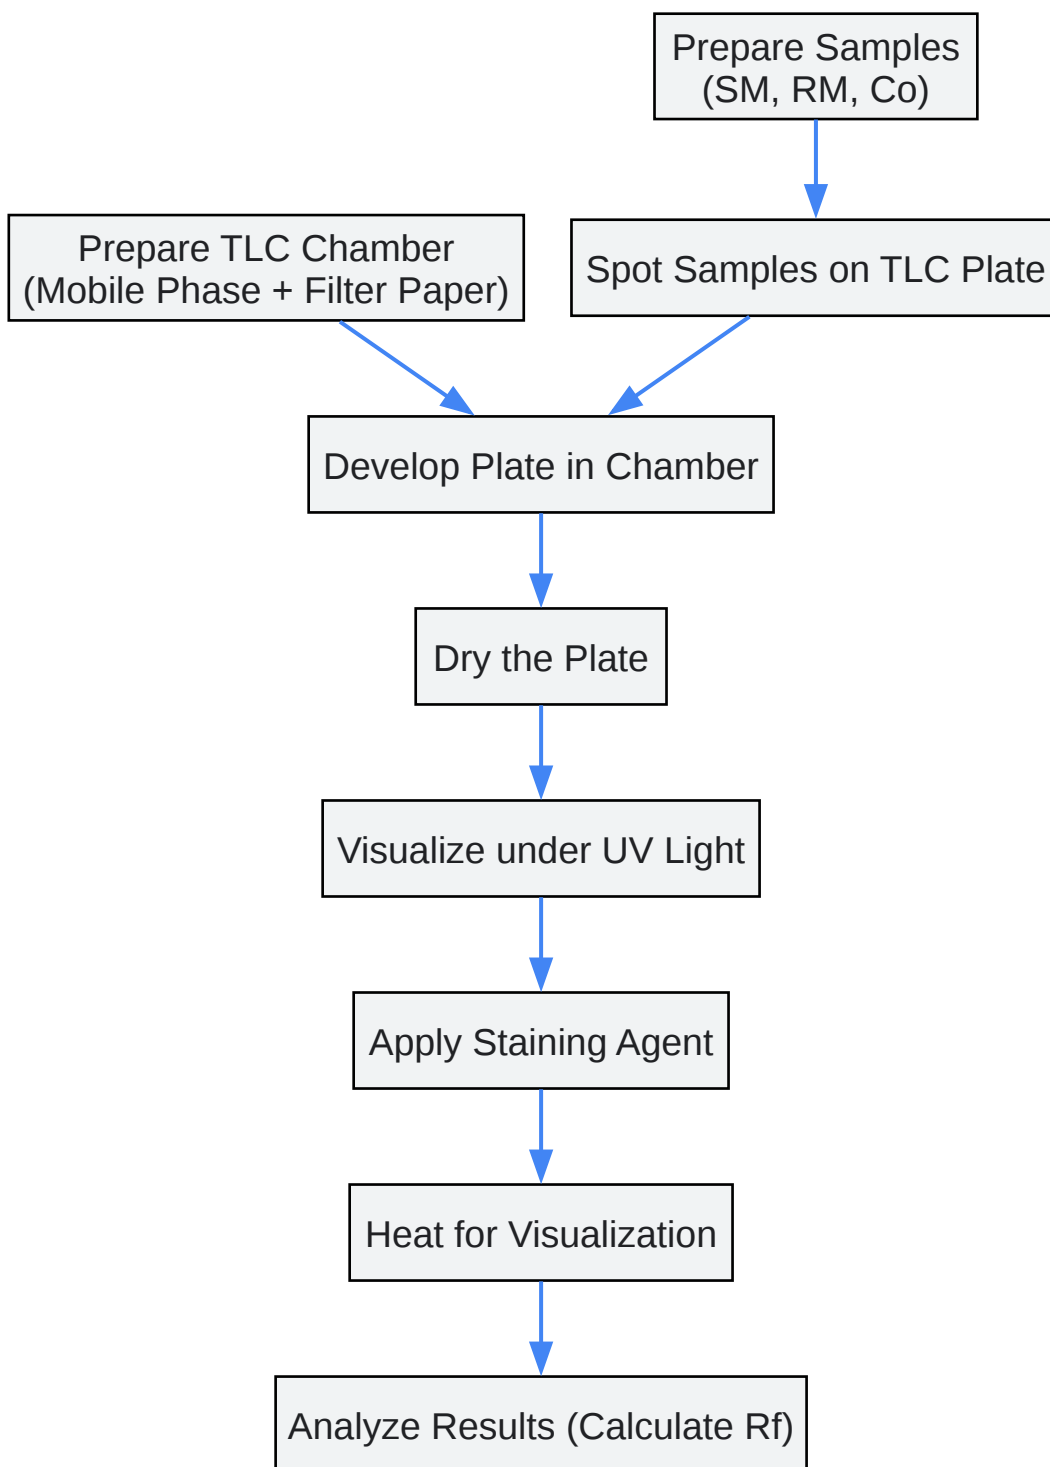 Prepare Samples
(SM, RM, Co)
Prepare TLC Chamber
(Mobile Phase + Filter Paper)
Spot Samples on TLC Plate
Develop Plate in Chamber
Dry the Plate
Visualize under UV Light
Apply Staining Agent
Heat for Visualization
Analyze Results (Calculate Rf)